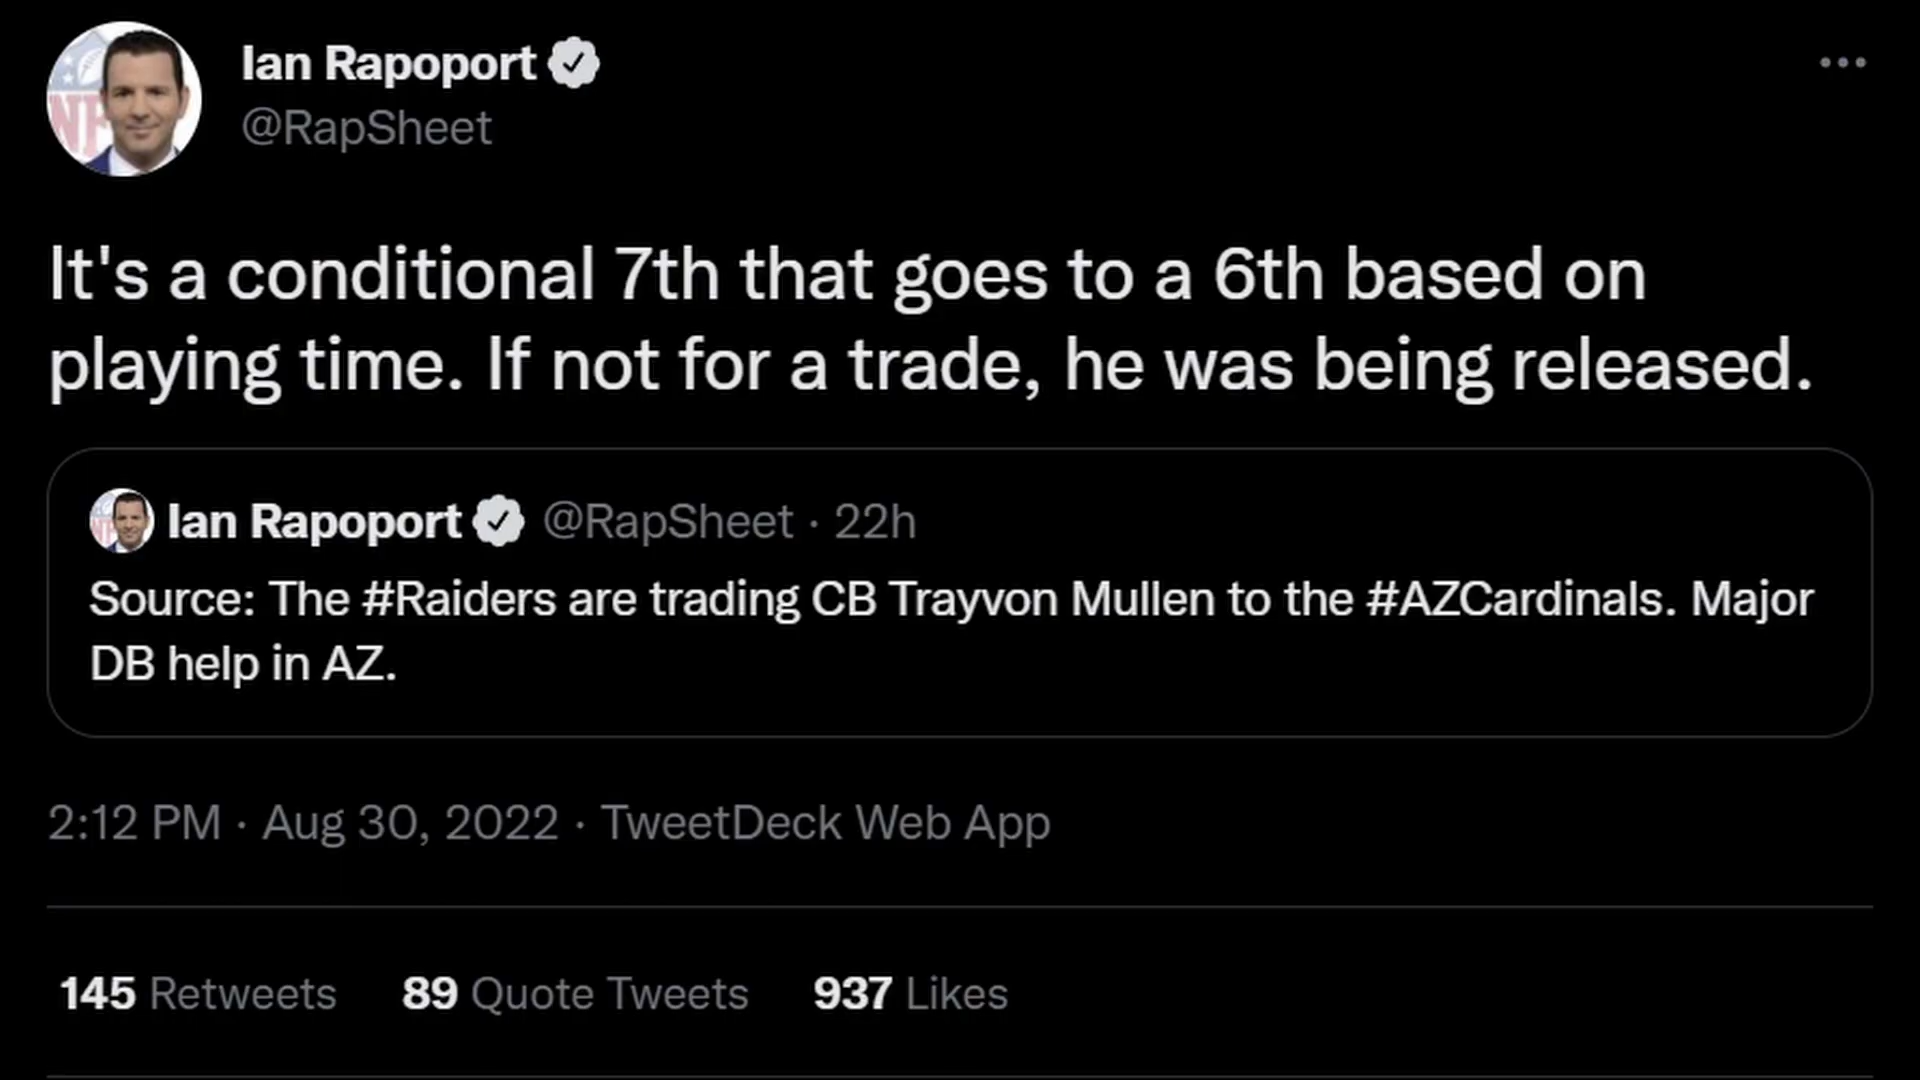 Ian Rapoport
@RapSheet
It's a conditional 7th that goes to a 6th based on
playing time. If not for a trade, he was being released.
Ian Rapoport @RapSheet · 22h
Source: The #Raiders are trading CB Trayvon Mullen to the #AZCardinals. Major
DB help in AZ.
2:12 PM · Aug 30, 2022 · TweetDeck Web App
145 Retweets 89 Quote Tweets 937 Likes